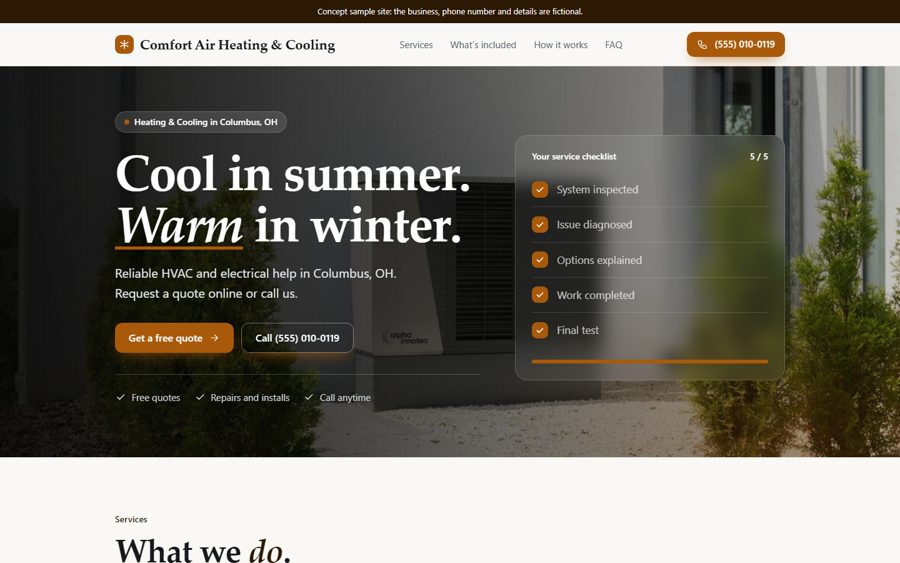 Concept sample site: the business, phone number and details are fictional.
Comfort Air Heating & Cooling
Services
What's included
How it works
FAQ
(555) 010-0119
Heating & Cooling in Columbus, OH
Cool in summer.
Warm in winter.
Reliable HVAC and electrical help in Columbus, OH.
Request a quote online or call us.
Get a free quote
Call (555) 010-0119
Free quotes
Repairs and installs
Call anytime
alpha
innotec
Your service checklist
5 / 5
System inspected
Issue diagnosed
Options explained
Work completed
Final test
Services
What we do.